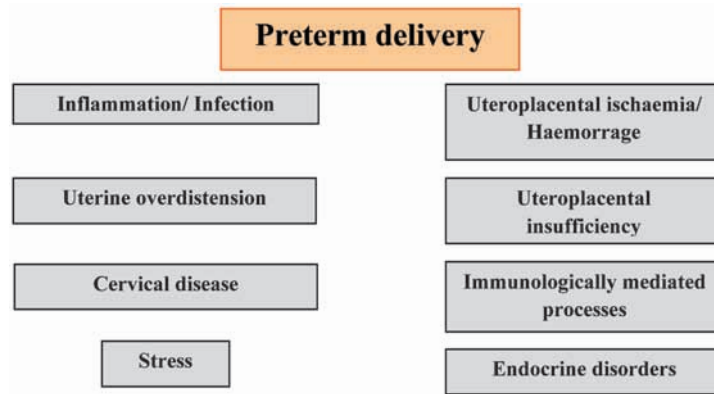 Preterm delivery
Inflammation/ Infection
Uterine overdistension
Cervical disease
Stress
Uteroplacental ischaemia/
Haemorrage
Uteroplacental
insufficiency
Immunologically mediated
processes
Endocrine disorders